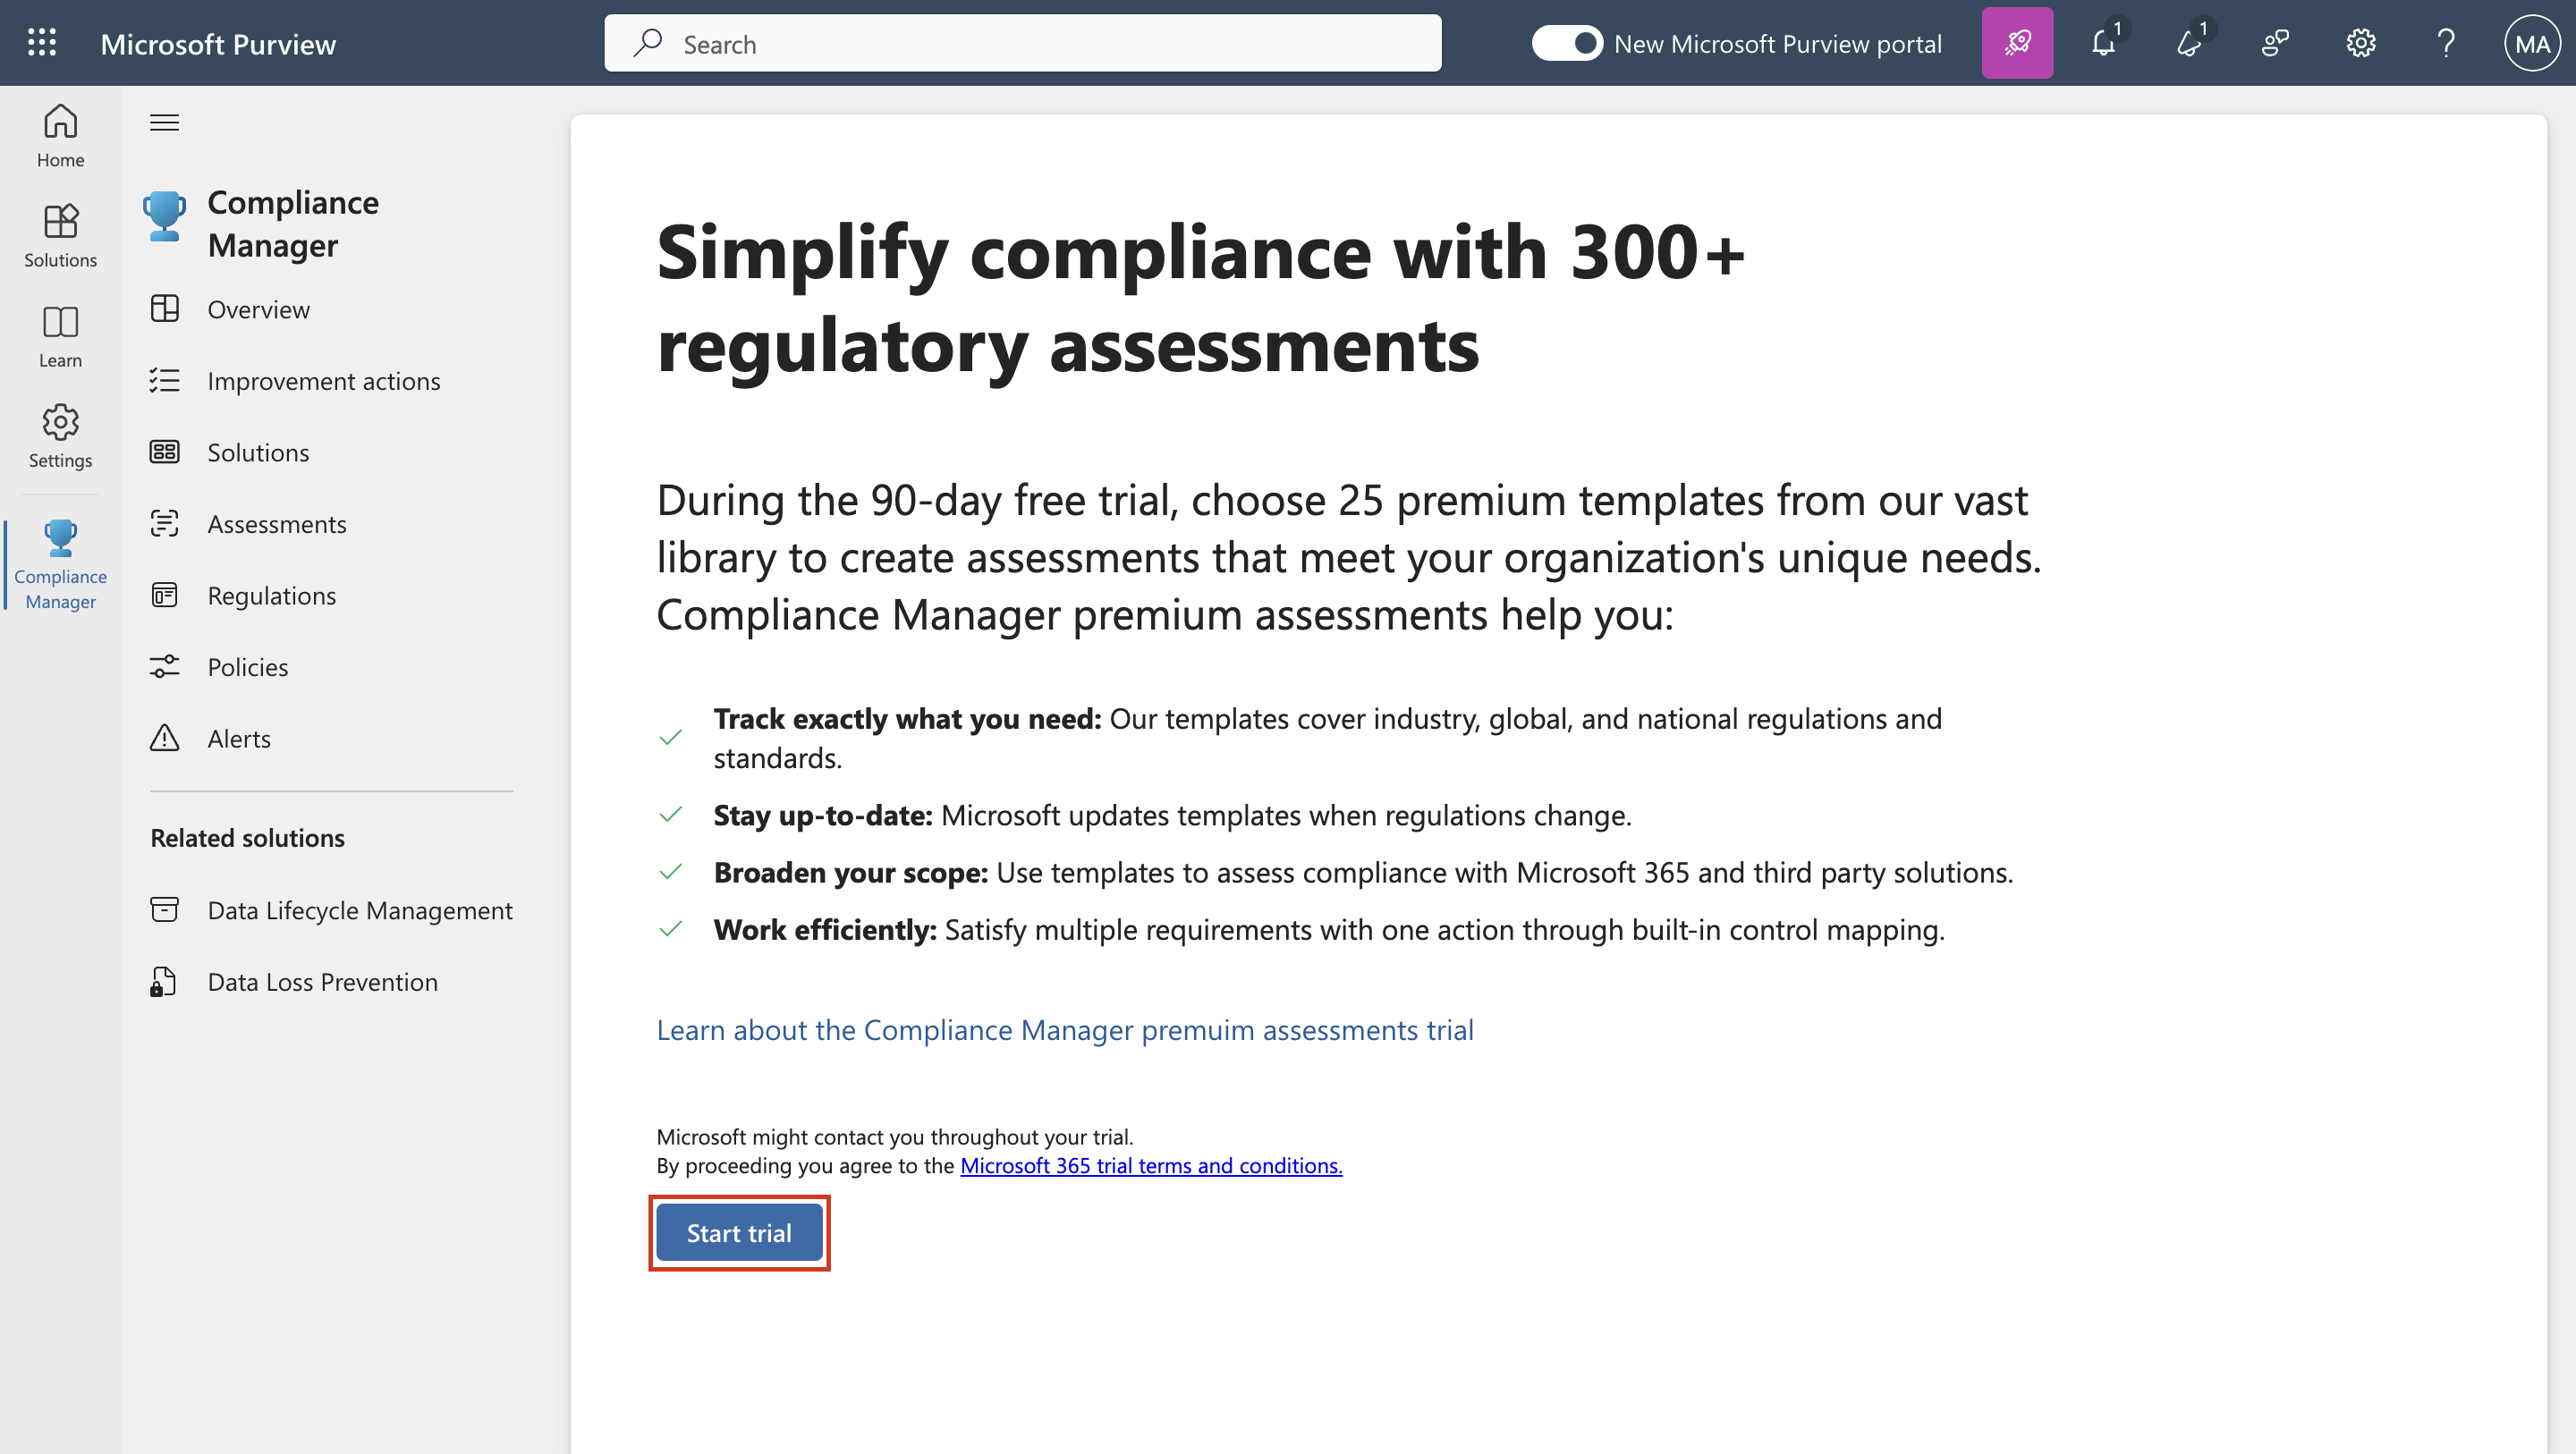 Microsoft Purview
Search
New Microsoft Purview portal
1
1
MA
Home
Solutions
Learn
Settings
Compliance
Manager
Compliance
Manager
Overview
Improvement actions
Solutions
Assessments
Regulations
Policies
Alerts
Related solutions
Data Lifecycle Management
Data Loss Prevention
Simplify compliance with 300+
regulatory assessments
During the 90-day free trial, choose 25 premium templates from our vast
library to create assessments that meet your organization's unique needs.
Compliance Manager premium assessments help you:
Track exactly what you need: Our templates cover industry, global, and national regulations and
standards.
Stay up-to-date: Microsoft updates templates when regulations change.
Broaden your scope: Use templates to assess compliance with Microsoft 365 and third party solutions.
Work efficiently: Satisfy multiple requirements with one action through built-in control mapping.
Learn about the Compliance Manager premuim assessments trial
Microsoft might contact you throughout your trial.
By proceeding you agree to the Microsoft 365 trial terms and conditions.
Start trial